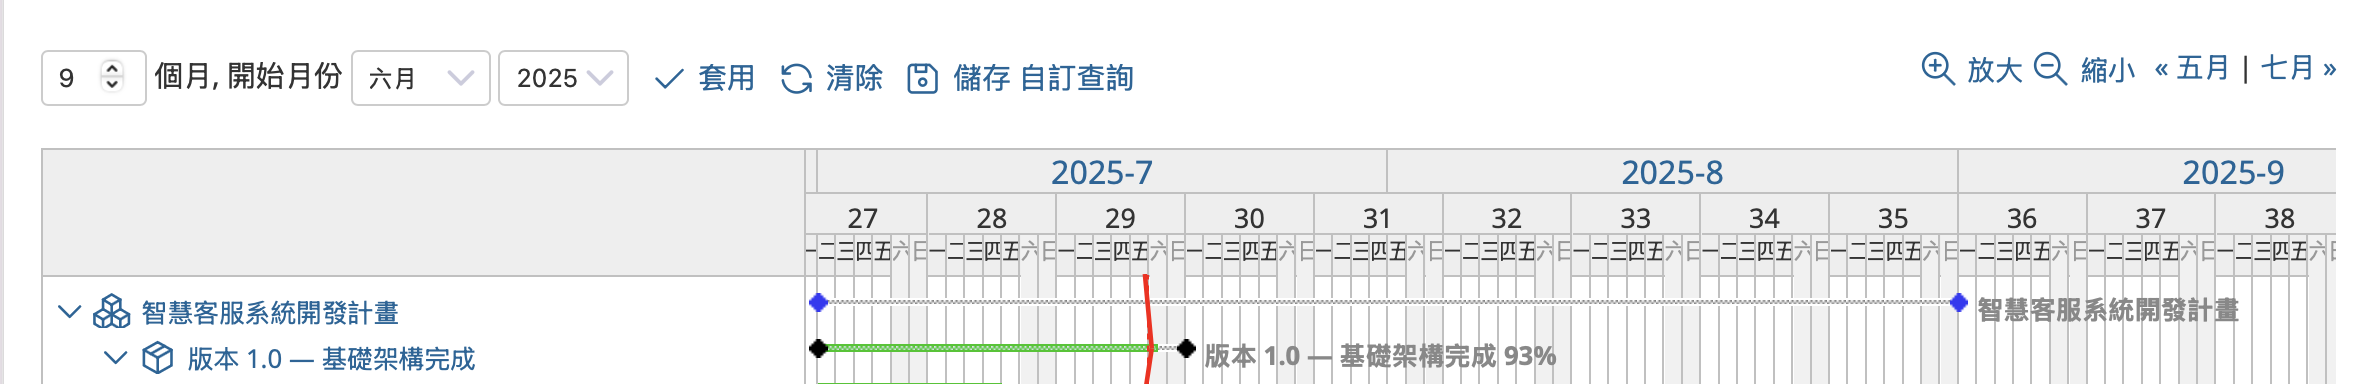 9 個月, 開始月份 六月 2025 套用 清除 儲存 自訂查詢 放大 縮小 « 五月 | 七月 »
2025-7 2025-8 2025-9
27 28 29 30 31 32 33 34 35 36 37 38
一二三四五六日 一二三四五六日 一二三四五六日 一二三四五六日 一二三四五六日 一二三四五六日 一二三四五六日 一二三四五六日 一二三四五六日 一二三四五六日 一二三四五六日 一二三四五六日
智慧客服系統開發計畫 智慧客服系統開發計畫
版本 1.0 — 基礎架構完成 版本 1.0 — 基礎架構完成 93%